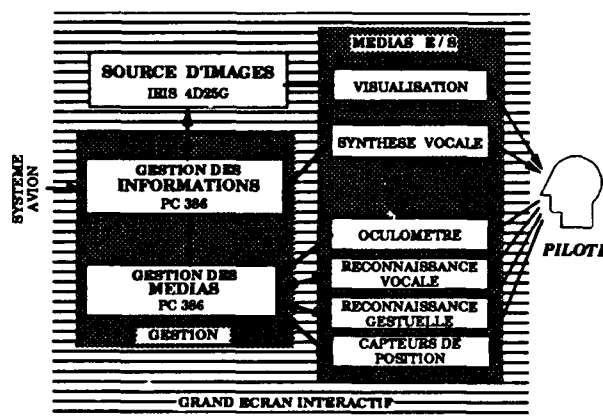 MEDIAS E/S
SOURCE D'IMAGES
IRIS 4D25G
VISUALISATION
SYNTHESE VOCALE
SYSTEME
AVION
GESTION DES
INFORMATIONS
PC 386
OCULOMETRE
PILOTE
RECONNAISSANCE
VOCALE
GESTION DES
MEDIAS
PC 386
RECONNAISSANCE
GESTUELLE
GESTION
CAPTEURS DE
POSITION
GRAND ECRAN INTERACTIF